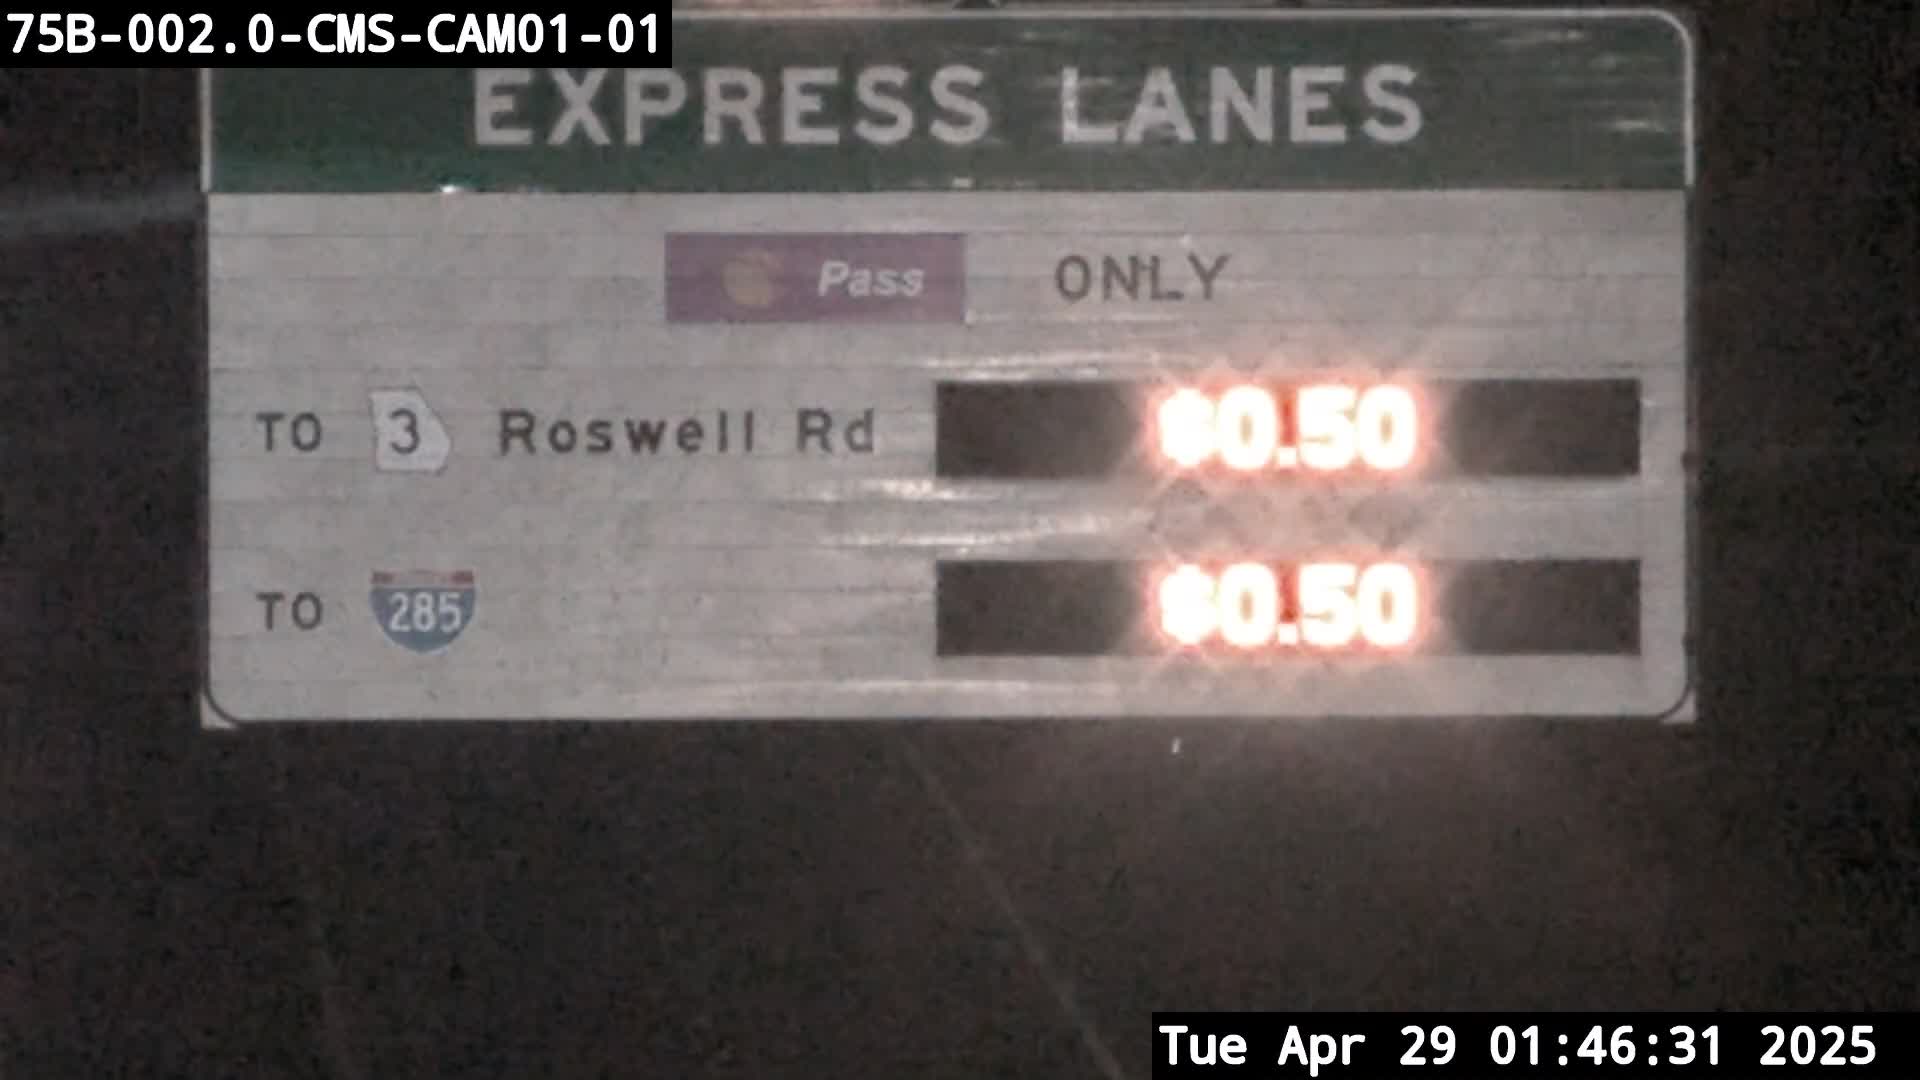 75B-002.0-CMS-CAM01-01
EXPRESS LANES
Pass ONLY
TO 3 Roswell Rd $0.50
TO 285 $0.50
Tue Apr 29 01:46:31 2025